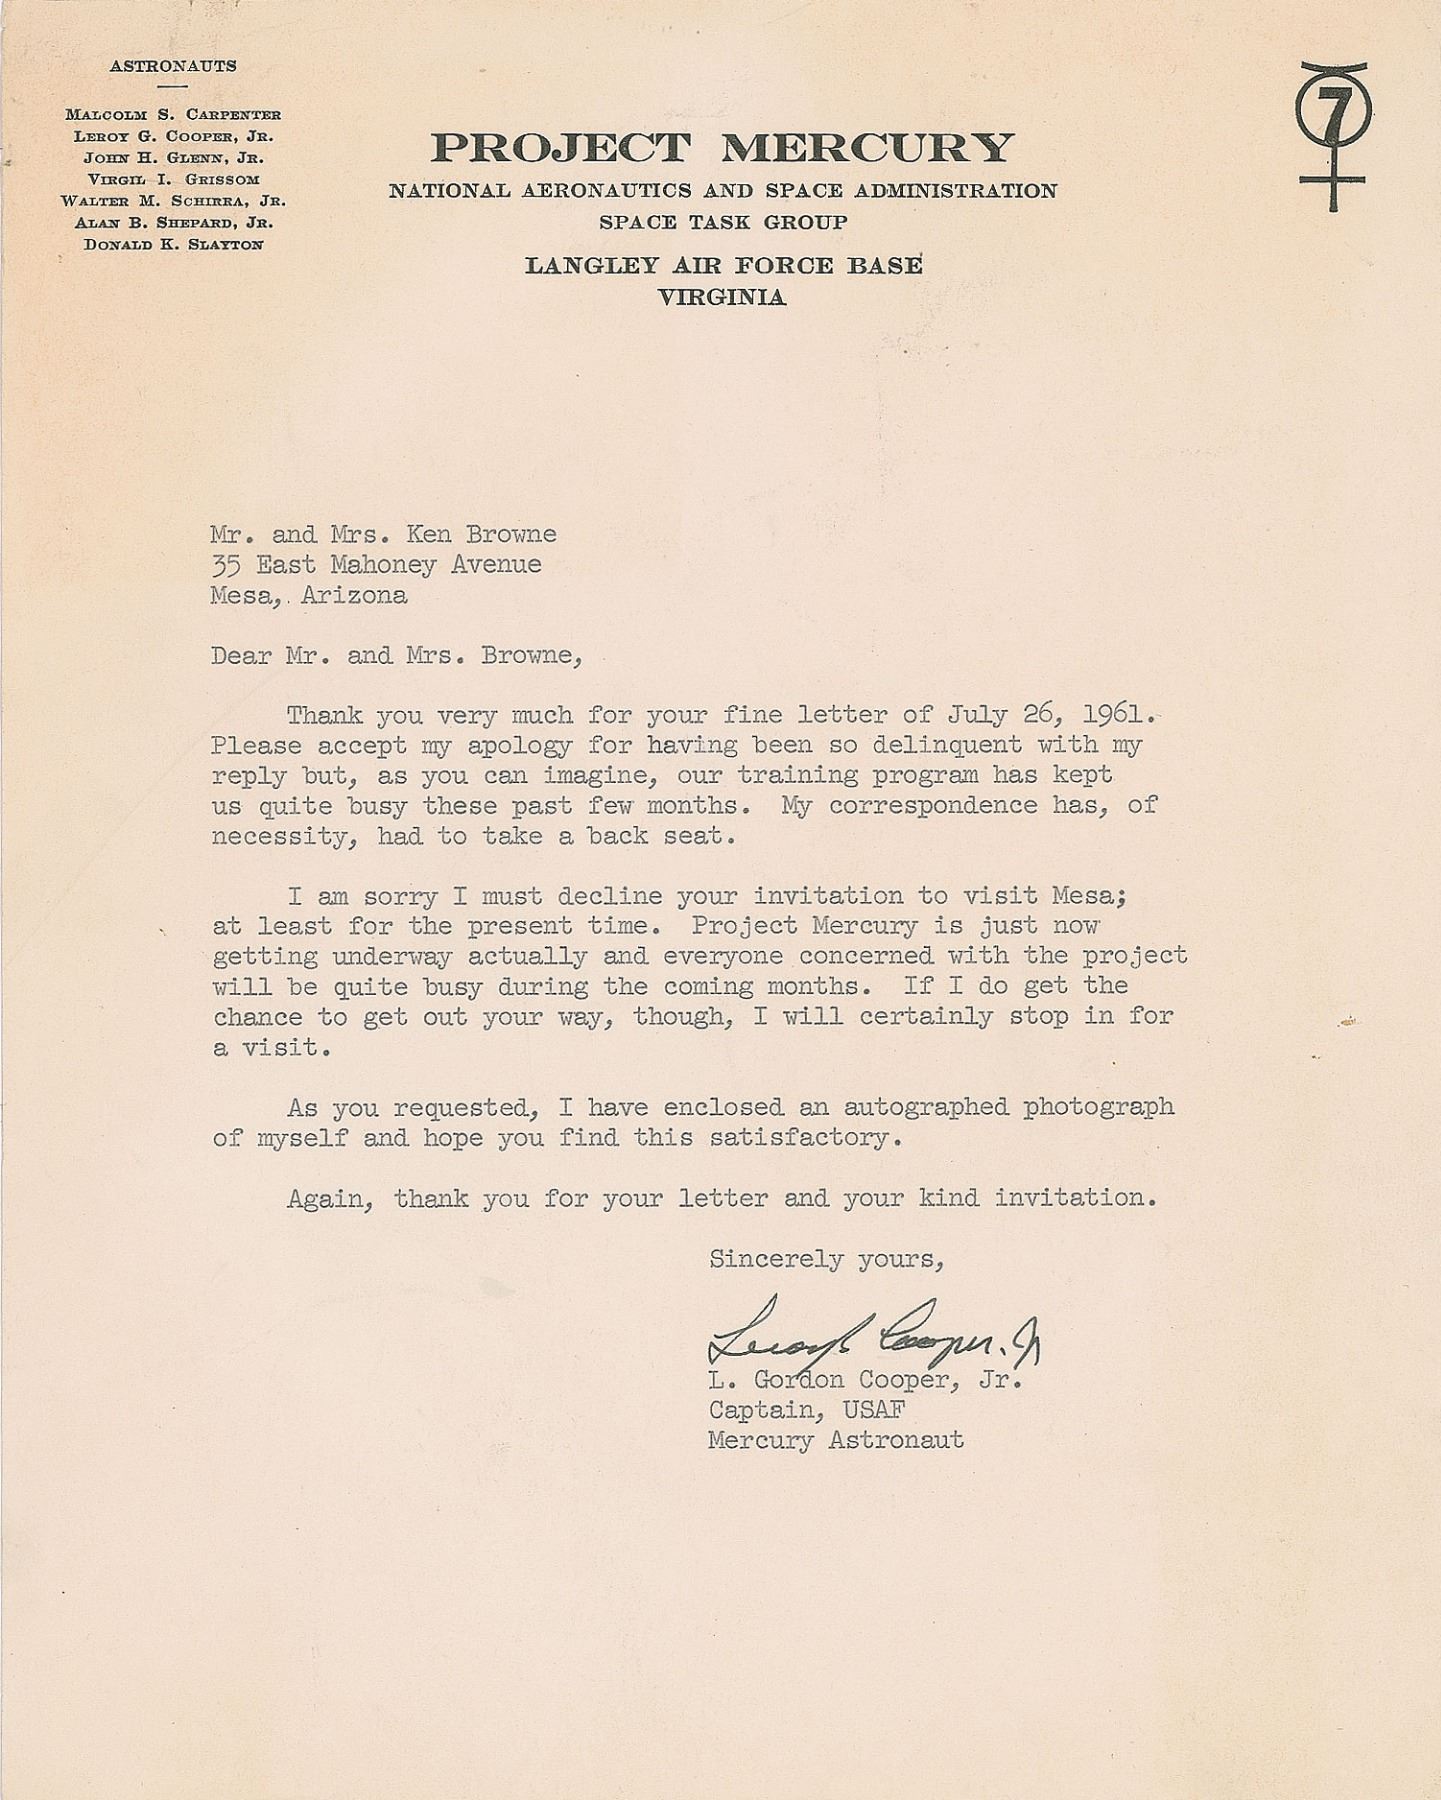 ASTRONAUTS
MALCOLM S. CARPENTER
LEROY G. COOPER, JR.
JOHN H. GLENN, JR.
VIRGIL I. GRISSOM
WALTER M. SCHIRRA, JR.
ALAN B. SHEPARD, JR.
DONALD K. SLAYTON
7
PROJECT MERCURY
NATIONAL AERONAUTICS AND SPACE ADMINISTRATION
SPACE TASK GROUP
LANGLEY AIR FORCE BASE
VIRGINIA
Mr. and Mrs. Ken Browne
35 East Mahoney Avenue
Mesa, Arizona
Dear Mr. and Mrs. Browne,
Thank you very much for your fine letter of July 26, 1961.
Please accept my apology for having been so delinquent with my
reply but, as you can imagine, our training program has kept
us quite busy these past few months. My correspondence has, of
necessity, had to take a back seat.
I am sorry I must decline your invitation to visit Mesa;
at least for the present time. Project Mercury is just now
getting underway actually and everyone concerned with the project
will be quite busy during the coming months. If I do get the
chance to get out your way, though, I will certainly stop in for
a visit.
As you requested, I have enclosed an autographed photograph
of myself and hope you find this satisfactory.
Again, thank you for your letter and your kind invitation.
Sincerely yours,
Leroy G. Cooper, Jr
L. Gordon Cooper, Jr.
Captain, USAF
Mercury Astronaut